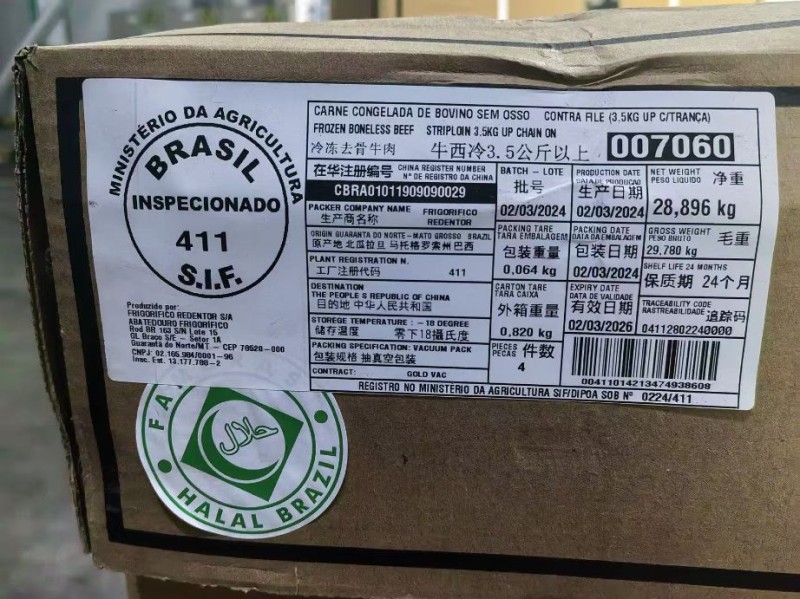 MINISTÉRIO DA AGRICULTURA
BRASIL
INSPECIONADO
411
S.I.F.
Produzido por:
FRIGORIFICO REDENTOR S/A
ABATEDOURO FRIGORÍFICO
Rod BR 163 S/N Lote 15
GL Braço S/E - Setor 1A
Guarantã do Norte/MT. - CEP 78520-000
CNPJ: 02.165.984/0001-96
Insc. Est. 13.177.786-2
CARNE CONGELADA DE BOVINO SEM OSSO CONTRA FILE (3,5KG UP C/TRANÇA)
FROZEN BONELESS BEEF STRIPLOIN 3.5KG UP CHAIN ON
冷冻去骨牛肉 牛西冷3.5公斤以上 007060
在华注册编号 CHINA REGISTER NUMBER
Nº DE REGISTRO DA CHINA
CBRA01011909090029
PACKER COMPANY NAME FRIGORIFICO
生产商名称 REDENTOR
ORIGIN GUARANTA DO NORTE - MATO GROSSO BRAZIL
原产地 北瓜拉旦 马托格罗索州 巴西
PLANT REGISTRATION N.
工厂注册代码 411
DESTINATION
THE PEOPLE S REPUBLIC OF CHINA
目的地 中华人民共和国
STOREGE TEMPERATURE : -18 DEGREE
储存温度 零下18攝氏度
PACKING SPECIFICATION: VACUUM PACK
包装规格 抽真空包装
CONTRACT: GOLD VAC
BATCH - LOTE
批号
02/03/2024
PRODUCTION DATE
生产日期
02/03/2024
NET WEIGHT 净重
PESO LIQUIDO
28,896 kg
PACKING TARE
TARA EMBALAGEM
包装重量
0,064 kg
PACKING DATE
DATA DA EMBALAGEM
包装日期
02/03/2024
GROSS WEIGHT 毛重
PESO BRUTO
29,780 kg
SHELF LIFE 24 MONTHS
保质期 24个月
CARTON TARE
TARA CAIXA
外箱重量
0,820 kg
EXPIRY DATE
DATA DE VALIDADE
有效日期
02/03/2026
TRACEABILITY CODE
RASTREABILIDADE 追踪码
04112802240000
PIECES 件数
PECAS
4
00411014213474938608
REGISTRO NO MINISTERIO DA AGRICULTURA SIF/DIPOA SOB Nº 0224/411
حلال
HALAL BRAZIL